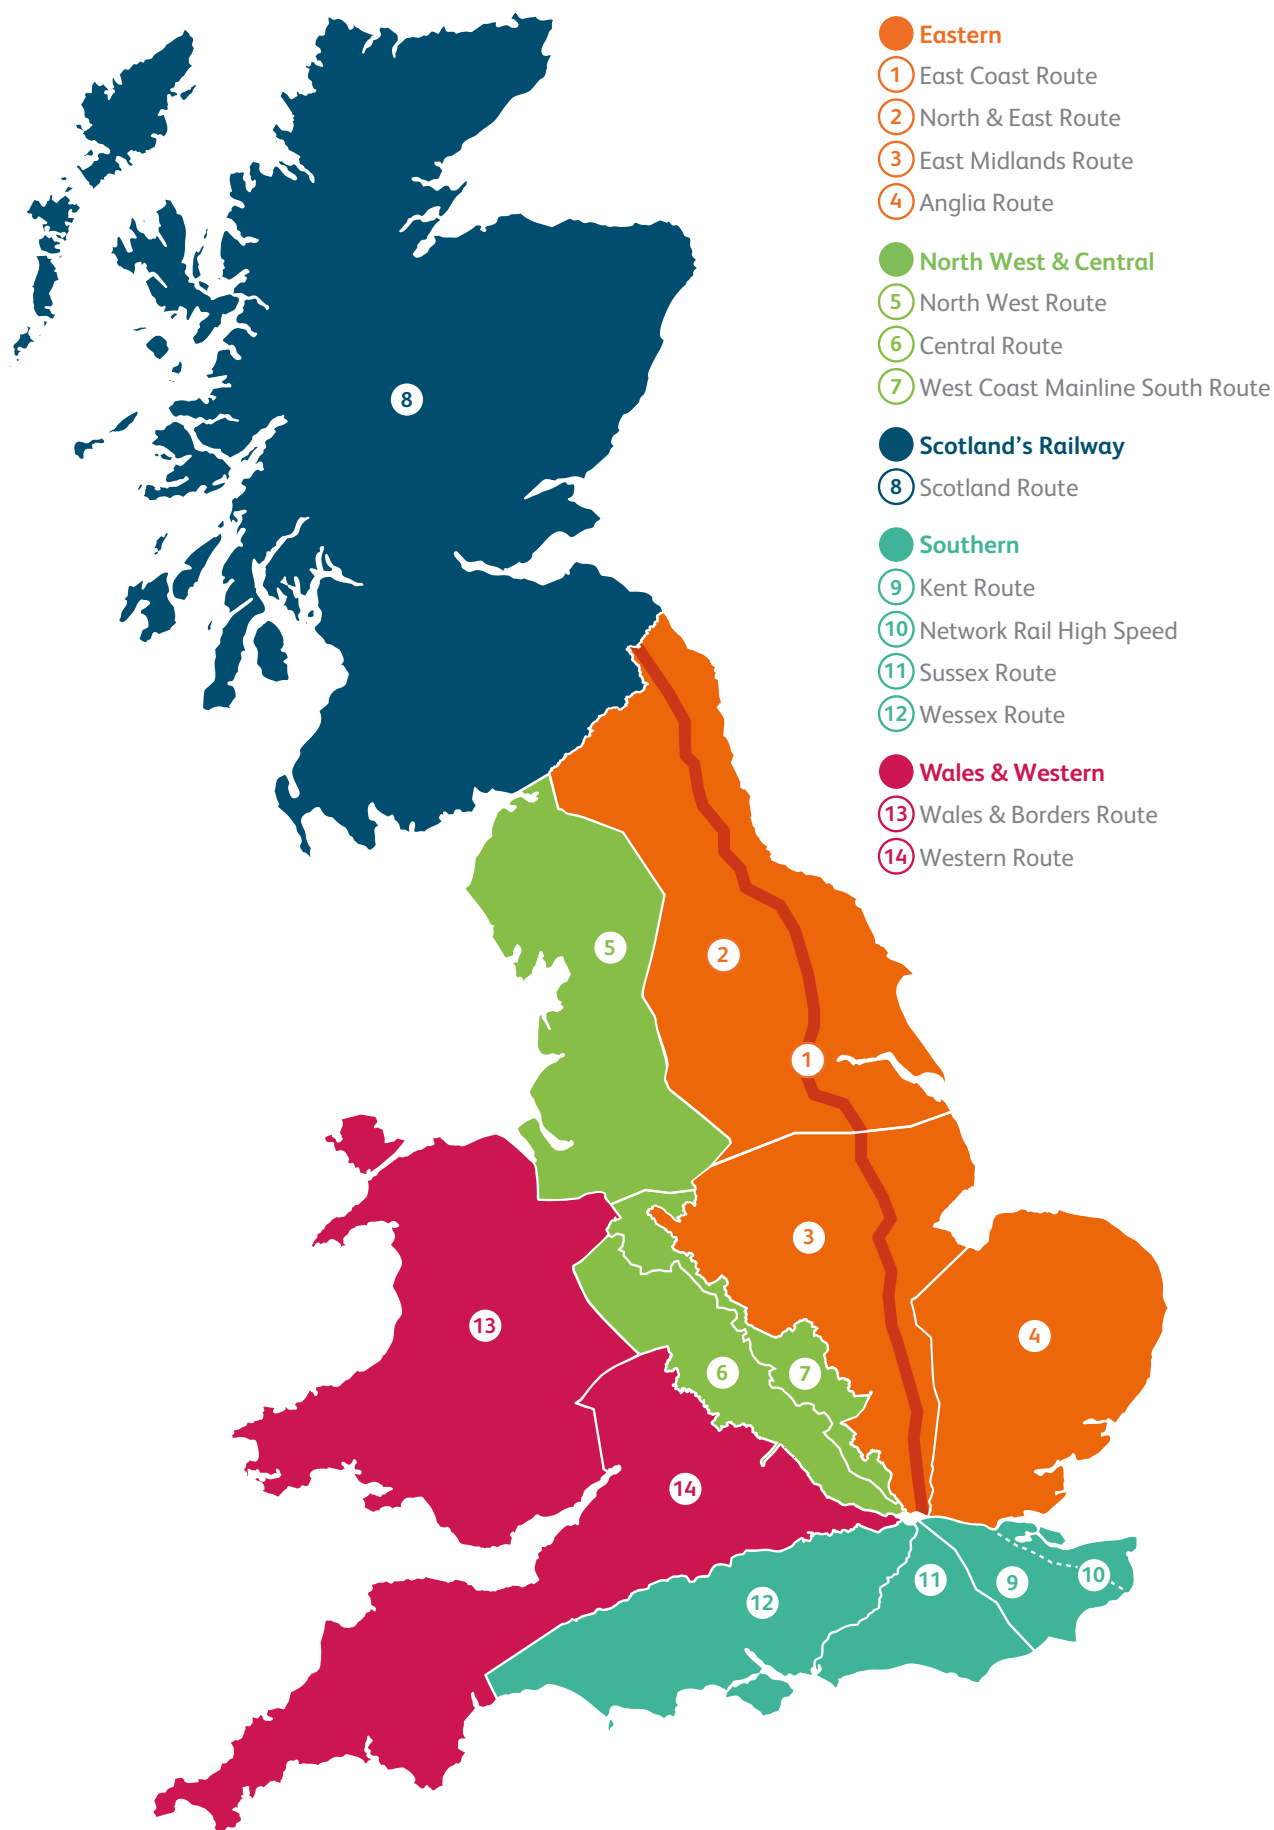 Eastern
1 East Coast Route
2 North & East Route
3 East Midlands Route
4 Anglia Route
North West & Central
5 North West Route
6 Central Route
7 West Coast Mainline South Route
Scotland’s Railway
8 Scotland Route
Southern
9 Kent Route
10 Network Rail High Speed
11 Sussex Route
12 Wessex Route
Wales & Western
13 Wales & Borders Route
14 Western Route
8
5
2
1
3
13
4
6
7
14
11
9
10
12